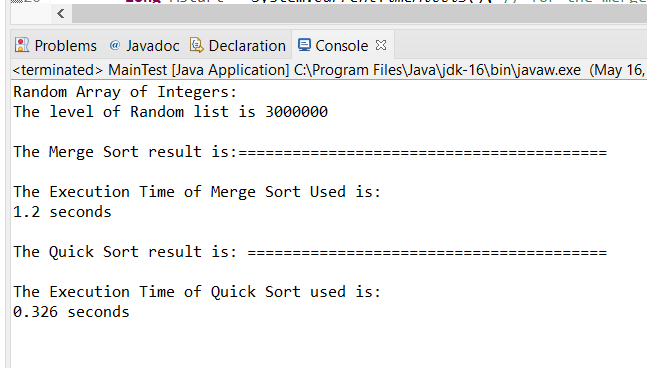 Problems @ Javadoc Declaration Console
<terminated> MainTest [Java Application] C:\Program Files\Java\jdk-16\bin\javaw.exe (May 16,
Random Array of Integers:
The level of Random list is 3000000
The Merge Sort result is:=========================================
The Execution Time of Merge Sort Used is:
1.2 seconds
The Quick Sort result is: ========================================
The Execution Time of Quick Sort used is:
0.326 seconds